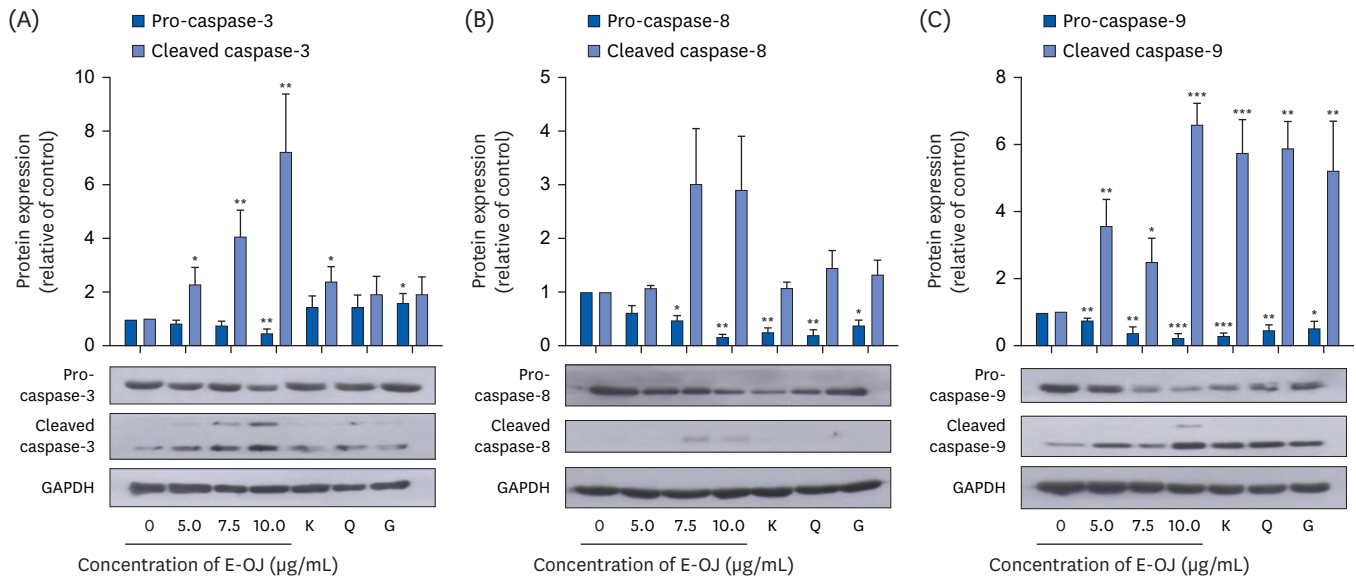 (A)
Pro-caspase-3
Cleaved caspase-3
Protein expression
(relative of control)
10
8
6
4
2
0
*
**
**
**
*
*
Pro-
caspase-3
Cleaved
caspase-3
GAPDH
0 5.0 7.5 10.0 K Q G
Concentration of E-OJ (µg/mL)
(B)
Pro-caspase-8
Cleaved caspase-8
Protein expression
(relative of control)
5
4
3
2
1
0
*
**
**
**
*
Pro-
caspase-8
Cleaved
caspase-8
GAPDH
0 5.0 7.5 10.0 K Q G
Concentration of E-OJ (µg/mL)
(C)
Pro-caspase-9
Cleaved caspase-9
Protein expression
(relative of control)
8
6
4
2
0
**
**
**
*
***
***
***
***
**
**
*
**
Pro-
caspase-9
Cleaved
caspase-9
GAPDH
0 5.0 7.5 10.0 K Q G
Concentration of E-OJ (µg/mL)